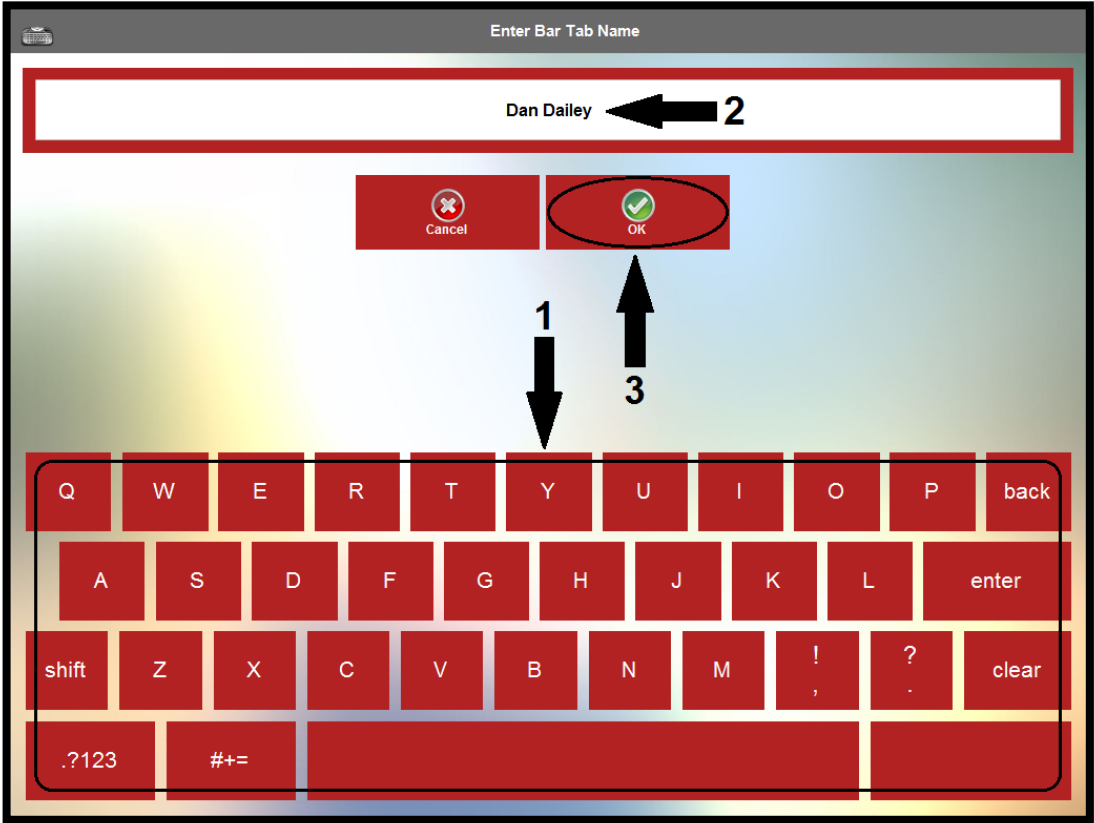 Enter Bar Tab Name
Dan Dailey 2
Cancel OK
1
3
Q W E R T Y U I O P back
A S D F G H J K L enter
shift Z X C V B N M ! , ? . clear
.?123 #+=